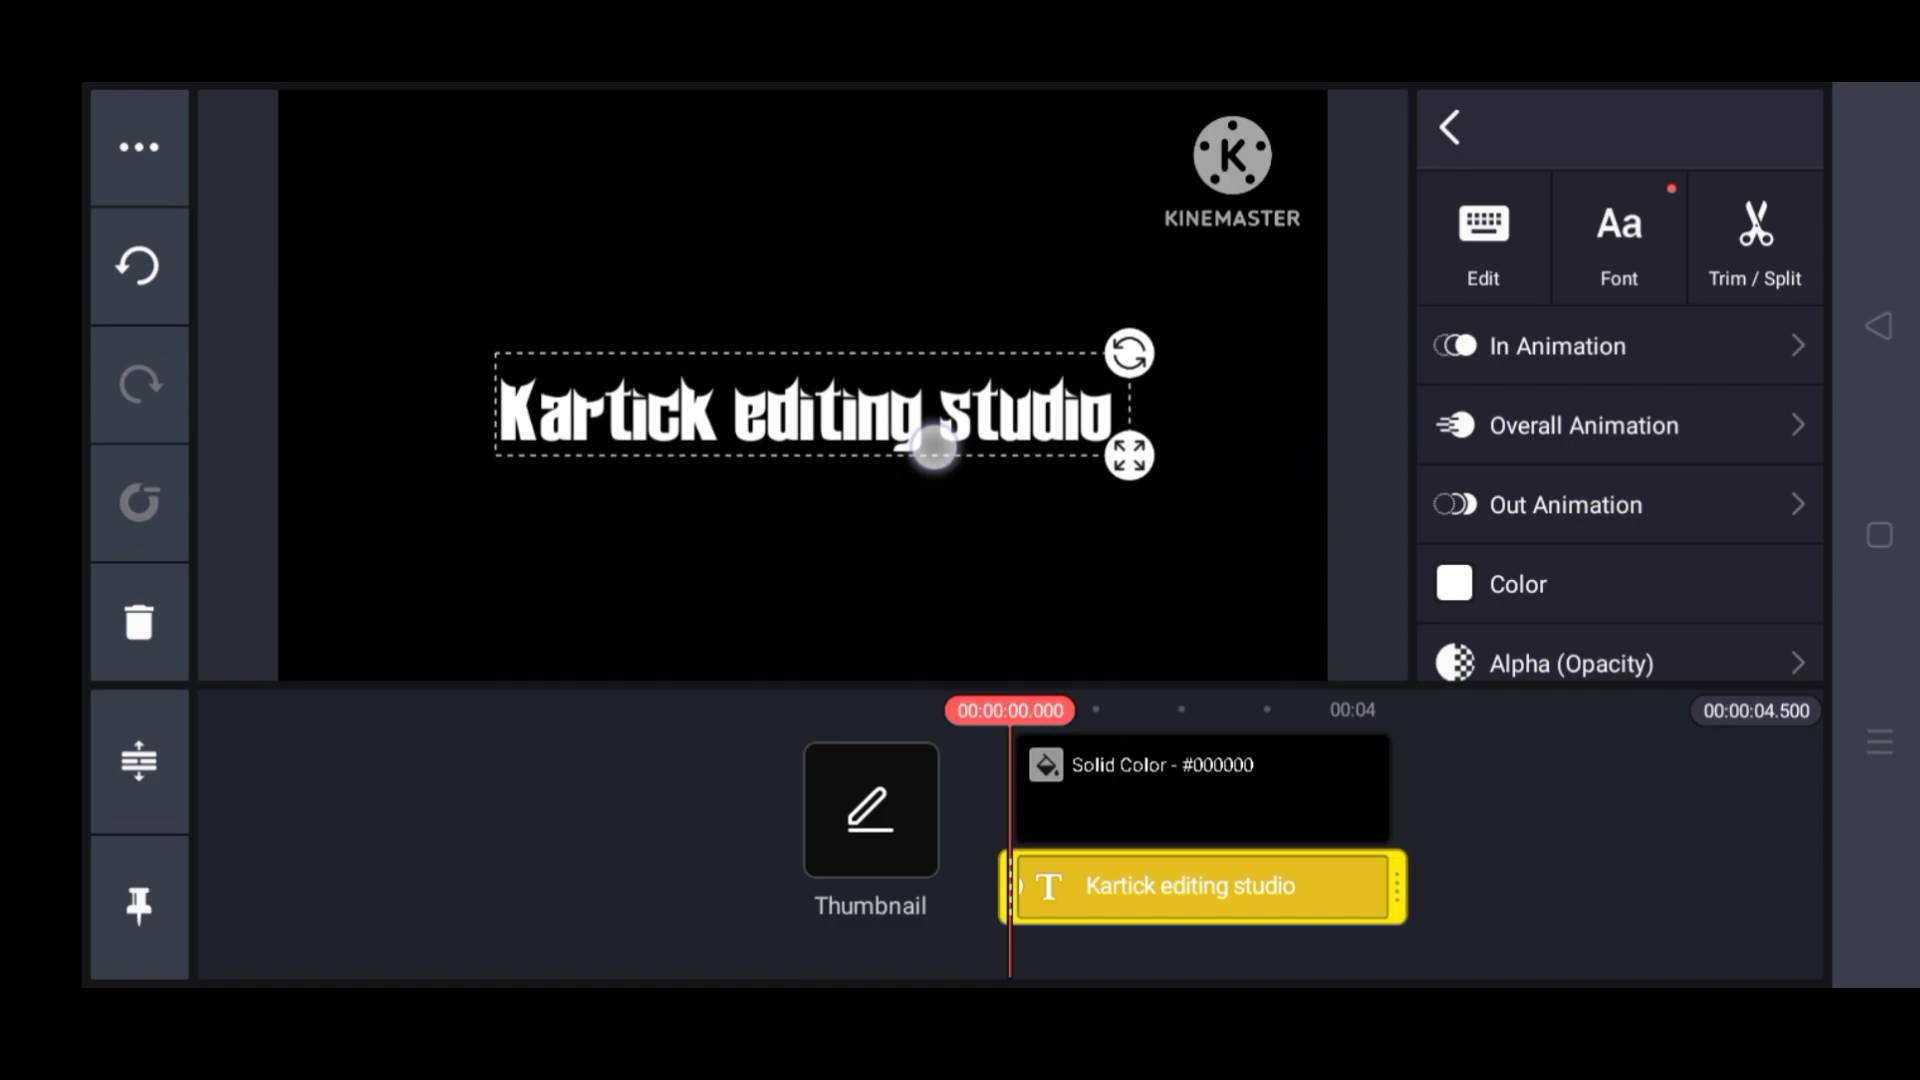 K
KINEMASTER
Kartick editing studio
Edit
Aa
Font
Trim / Split
In Animation
Overall Animation
Out Animation
Color
Alpha (Opacity)
00:00:00.000
00:04
00:00:04.500
Thumbnail
Solid Color - #000000
T Kartick editing studio